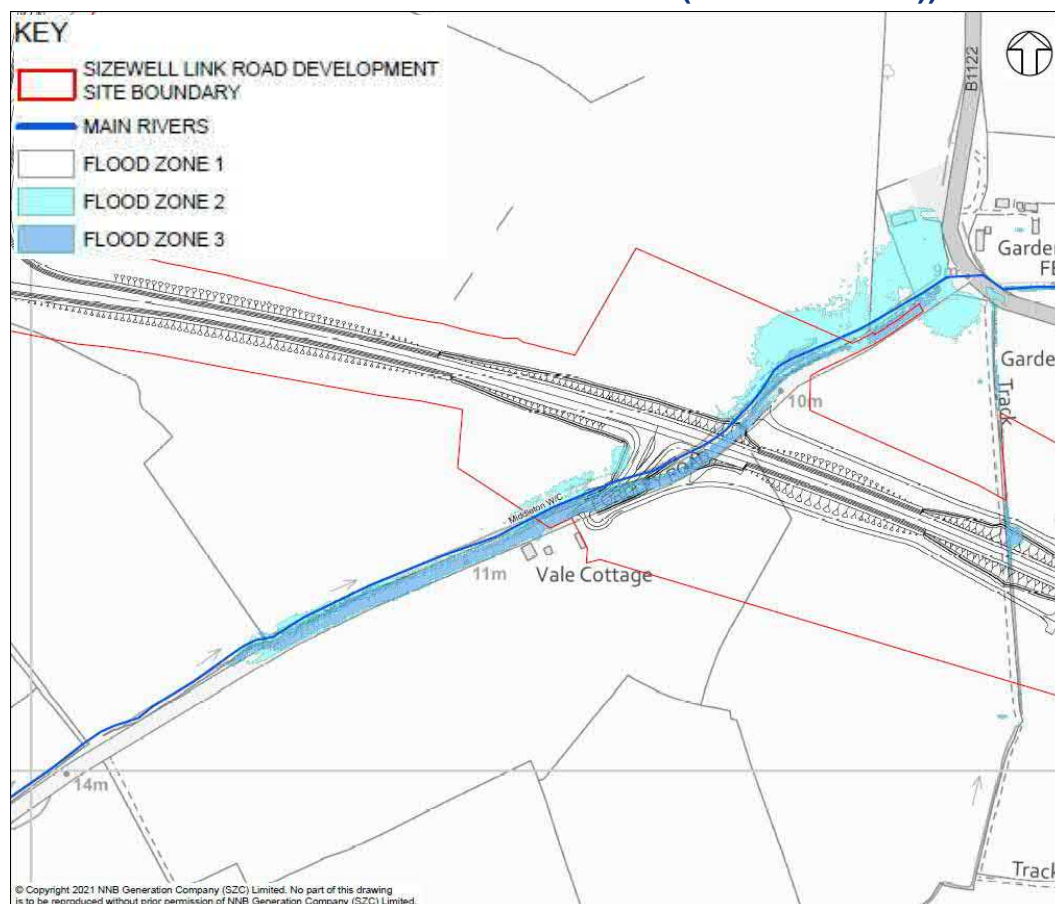 KEY
SIZEWELL LINK ROAD DEVELOPMENT
SITE BOUNDARY
MAIN RIVERS
FLOOD ZONE 1
FLOOD ZONE 2
FLOOD ZONE 3
B1122
Garden
9m
Garde
Track
10m
Middleton W/C
11m
Vale Cottage
14m
Track
© Copyright 2021 NNB Generation Company (SZC) Limited. No part of this drawing
is to be reproduced without prior permission of NNB Generation Company (SZC) Limited.